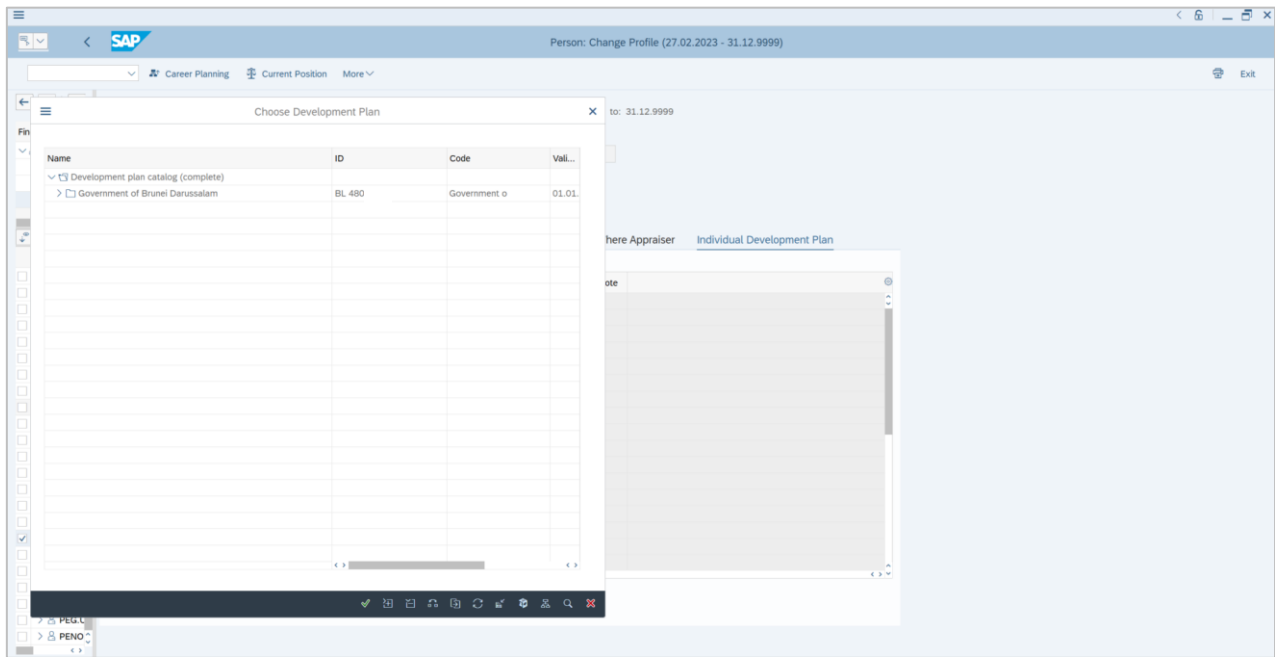 SAP
Person: Change Profile (27.02.2023 - 31.12.9999)
Career Planning Current Position More Exit
Choose Development Plan
to: 31.12.9999
Fin
Name ID Code Vali...
Development plan catalog (complete)
Government of Brunei Darussalam BL 480 Government o 01.01.
here Appraiser Individual Development Plan
ote
PEG.U
PENO